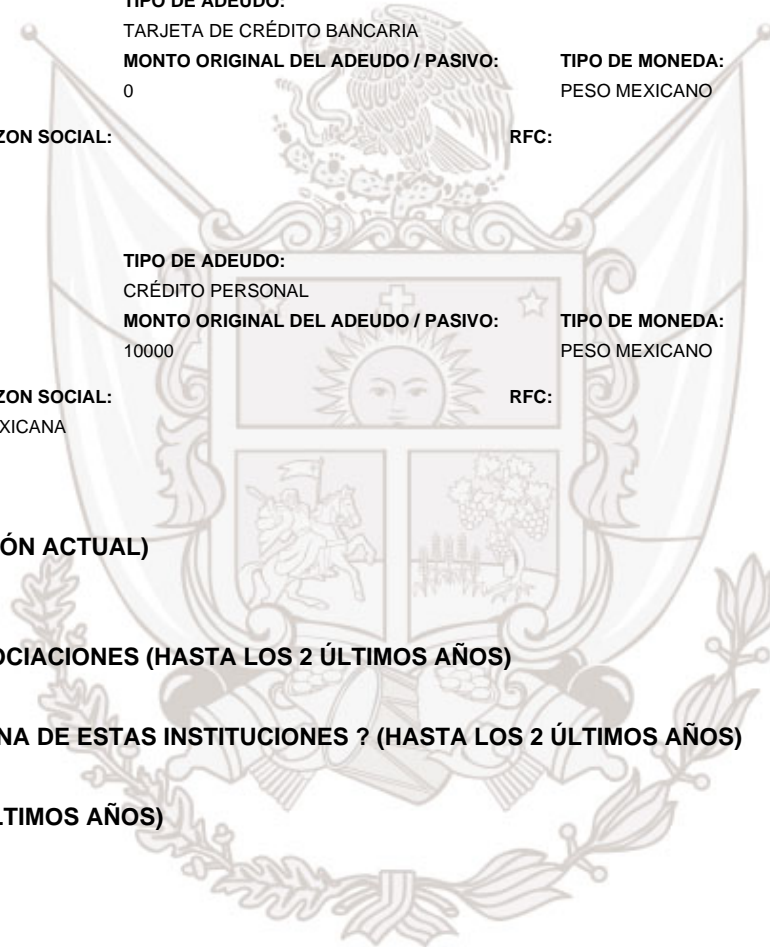 TIPO DE ADEUDO:
TARJETA DE CRÉDITO BANCARIA
MONTO ORIGINAL DEL ADEUDO / PASIVO: TIPO DE MONEDA:
0 PESO MEXICANO
ZON SOCIAL: RFC:
TIPO DE ADEUDO:
CRÉDITO PERSONAL
MONTO ORIGINAL DEL ADEUDO / PASIVO: TIPO DE MONEDA:
10000 PESO MEXICANO
ZON SOCIAL: RFC:
XICANA
ÓN ACTUAL)
OCIACIONES (HASTA LOS 2 ÚLTIMOS AÑOS)
NA DE ESTAS INSTITUCIONES ? (HASTA LOS 2 ÚLTIMOS AÑOS)
LTIMOS AÑOS)